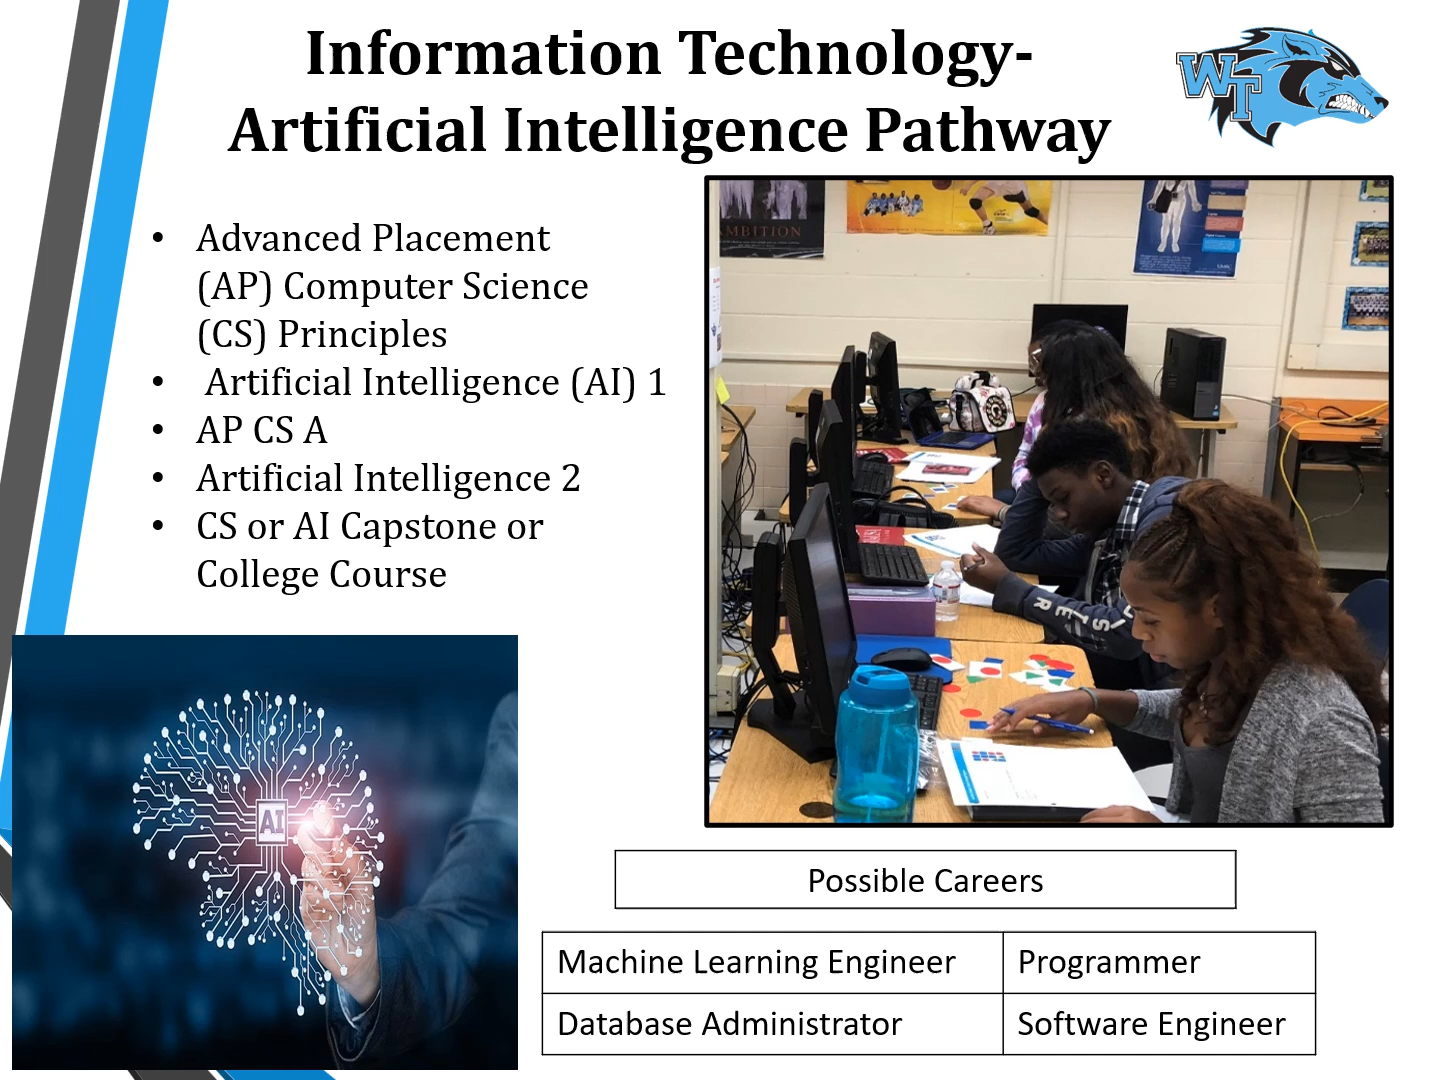 Information Technology-
Artificial Intelligence Pathway
WT
• Advanced Placement
(AP) Computer Science
(CS) Principles
• Artificial Intelligence (AI) 1
• AP CS A
• Artificial Intelligence 2
• CS or AI Capstone or
College Course
AMBITION
AI
Possible Careers
Machine Learning Engineer
Programmer
Database Administrator
Software Engineer